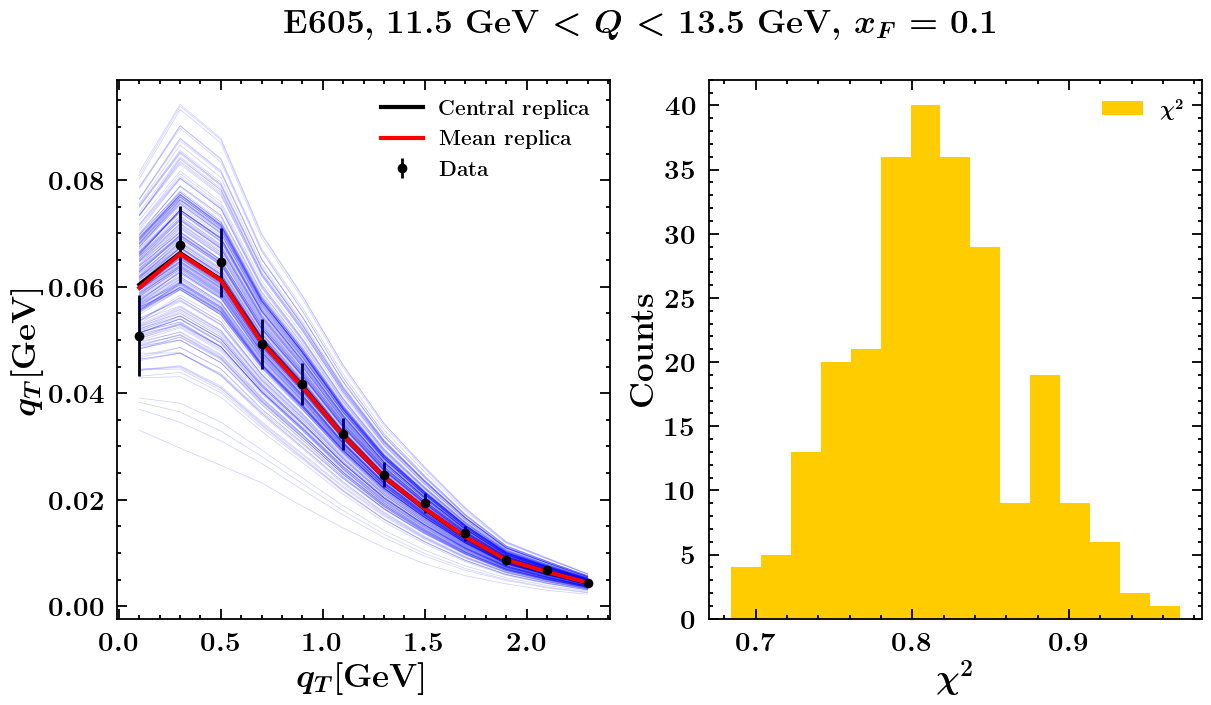 E605, 11.5 GeV < Q < 13.5 GeV, x_F = 0.1
Central replica
Mean replica
Data
q_T[GeV]
0.08
0.06
0.04
0.02
0.00
0.0 0.5 1.0 1.5 2.0
q_T[GeV]
χ²
Counts
40
35
30
25
20
15
10
5
0
0.7 0.8 0.9
χ²